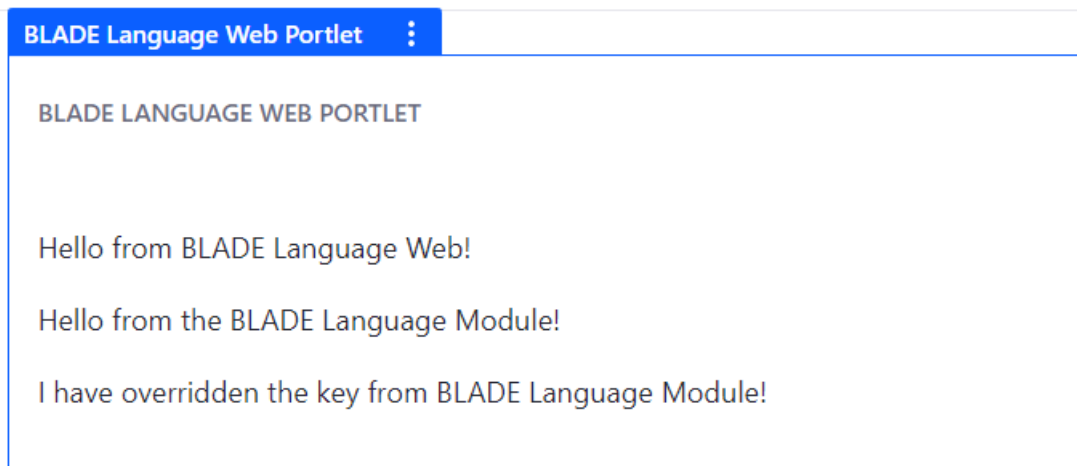 BLADE Language Web Portlet
BLADE LANGUAGE WEB PORTLET
Hello from BLADE Language Web!
Hello from the BLADE Language Module!
I have overridden the key from BLADE Language Module!